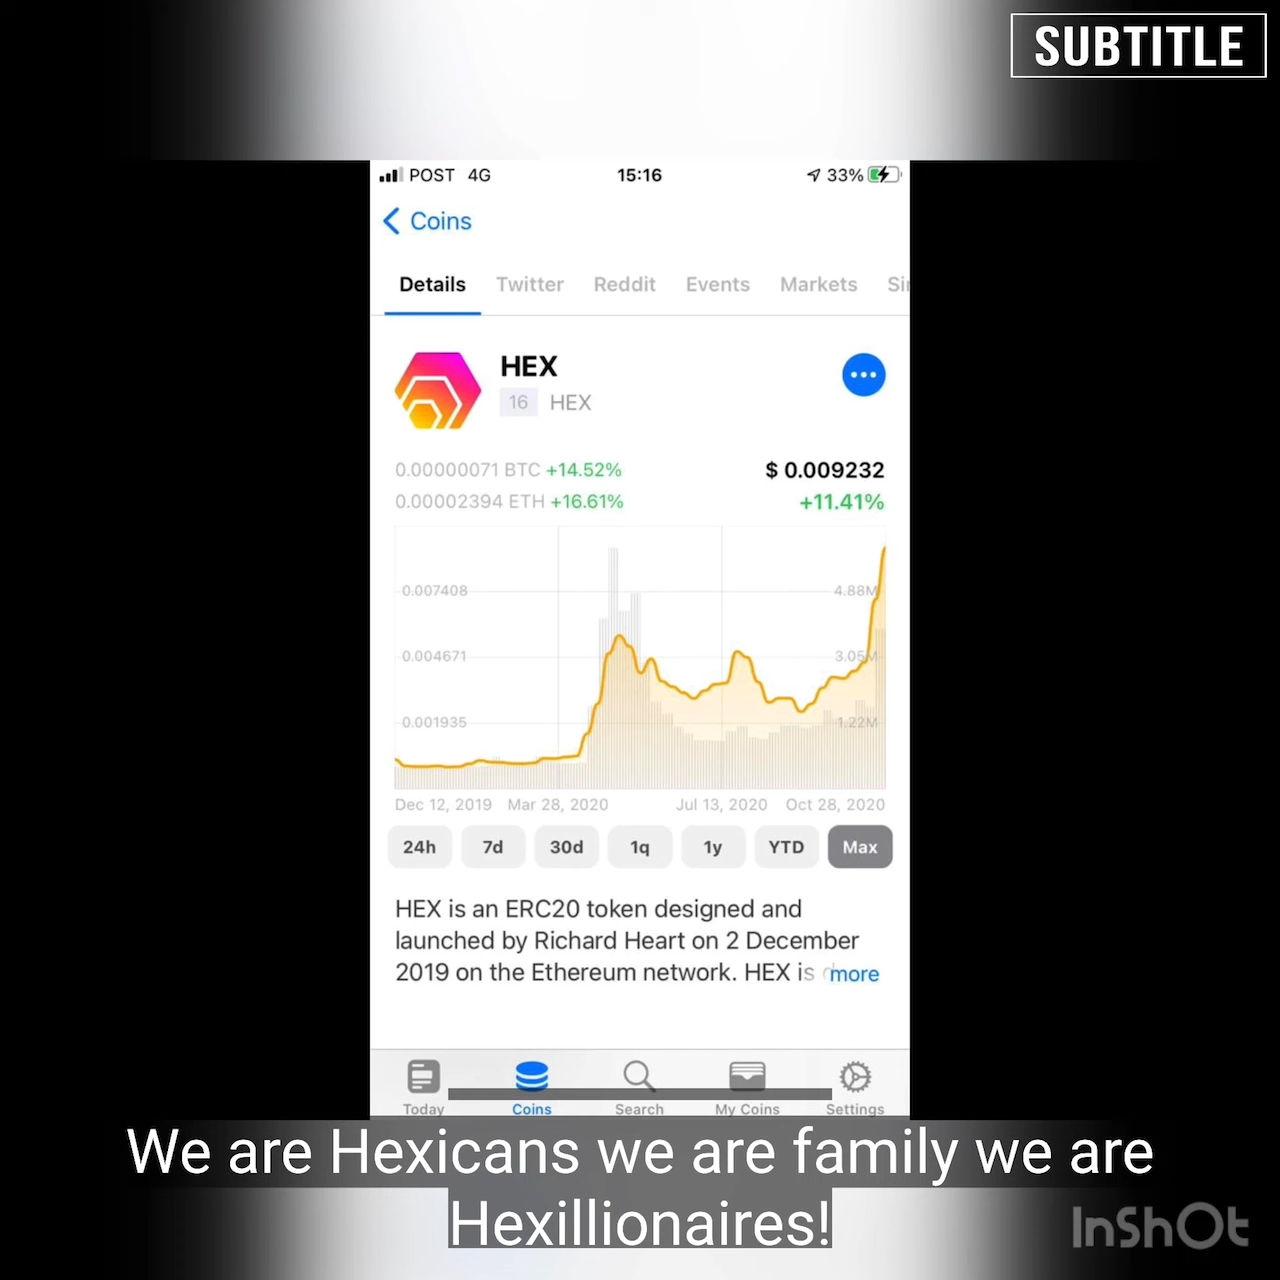 SUBTITLE
POST 4G 15:16 33%
Coins
Details Twitter Reddit Events Markets
HEX
16 HEX
0.00000071 BTC +14.52% $ 0.009232
0.00002394 ETH +16.61% +11.41%
0.007408 4.88M
0.004671 3.05M
0.001935 1.22M
Dec 12, 2019 Mar 28, 2020 Jul 13, 2020 Oct 28, 2020
24h 7d 30d 1q 1y YTD Max
HEX is an ERC20 token designed and
launched by Richard Heart on 2 December
2019 on the Ethereum network. HEX is more
Today Coins Search My Coins Settings
We are Hexicans we are family we are
Hexillionaires!
InShOt